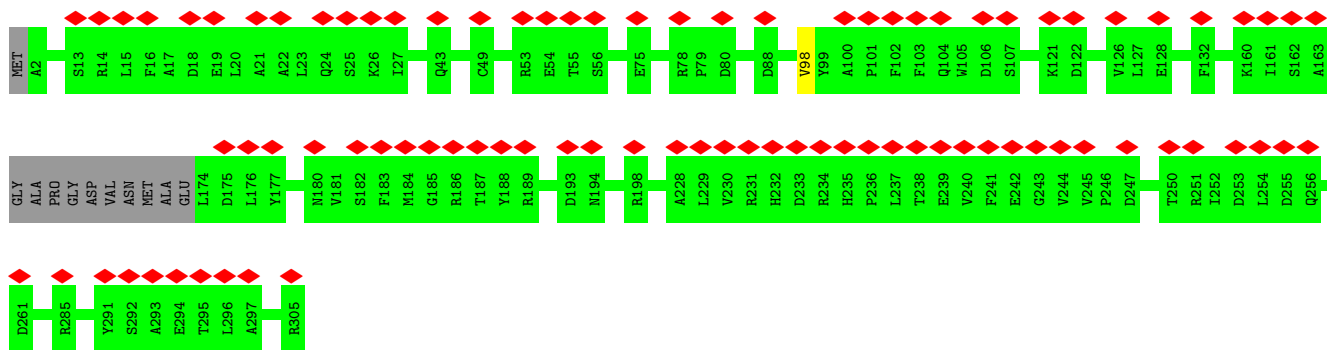 MET A2 S13 R14 L15 F16 A17 D18 E19 L20 A21 A22 L23 Q24 S25 K26 I27 Q43 C49 R53 E54 T55 S56 E75 R78 P79 D80 D88 V98 Y99 A100 P101 F102 F103 Q104 W105 D106 S107 K121 D122 V126 L127 E128 F132 K160 I161 S162 A163
GLY ALA PRO GLY ASP VAL ASN MET ALA GLU L174 D175 L176 Y177 N180 V181 S182 F183 M184 G185 R186 T187 Y188 R189 D193 N194 R198 A228 L229 V230 R231 H232 D233 R234 H235 P236 L237 T238 E239 V240 F241 E242 G243 V244 V245 P246 D247 T250 R251 I252 D253 L254 D255 Q256
D261 R285 Y291 S292 A293 E294 T295 L296 A297 R305